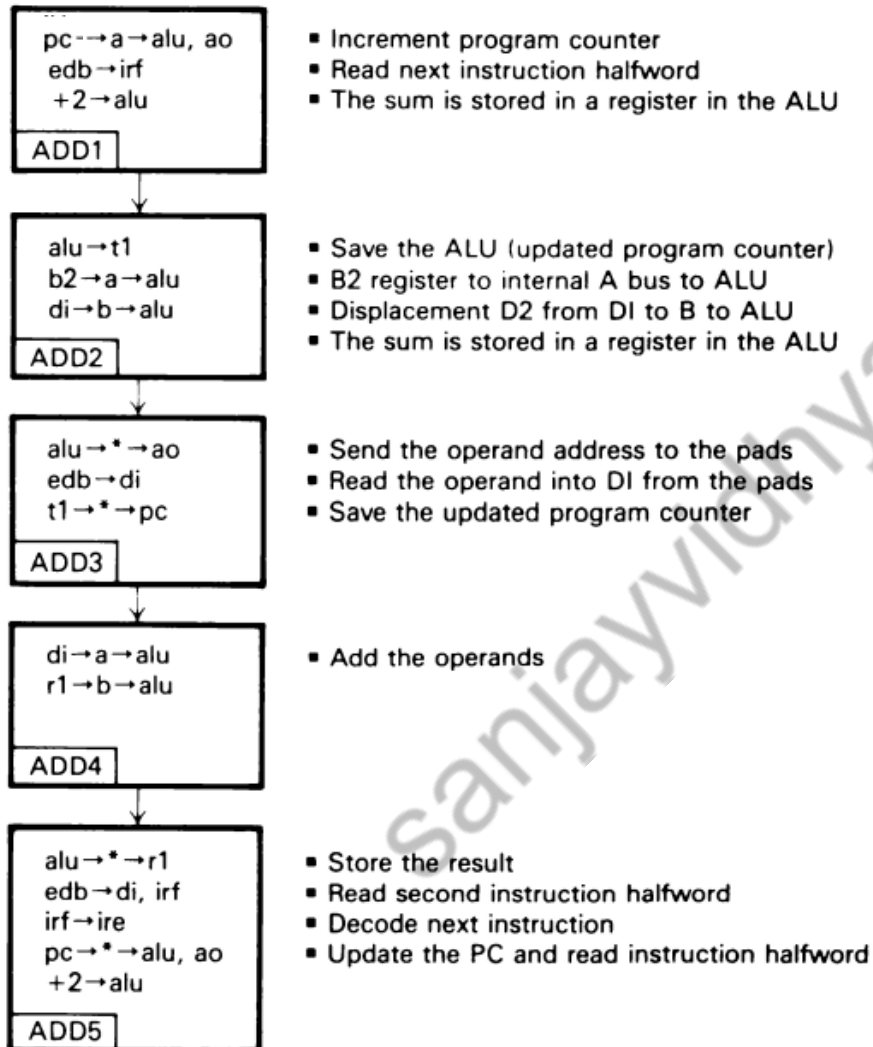 pc→a→alu, ao
edb→irf
+2→alu
ADD1
▪ Increment program counter
▪ Read next instruction halfword
▪ The sum is stored in a register in the ALU
alu→t1
b2→a→alu
di→b→alu
ADD2
▪ Save the ALU (updated program counter)
▪ B2 register to internal A bus to ALU
▪ Displacement D2 from DI to B to ALU
▪ The sum is stored in a register in the ALU
alu→*→ao
edb→di
t1→*→pc
ADD3
▪ Send the operand address to the pads
▪ Read the operand into DI from the pads
▪ Save the updated program counter
di→a→alu
r1→b→alu
ADD4
▪ Add the operands
alu→*→r1
edb→di, irf
irf→ire
pc→*→alu, ao
+2→alu
ADD5
▪ Store the result
▪ Read second instruction halfword
▪ Decode next instruction
▪ Update the PC and read instruction halfword
sanjayvidhya